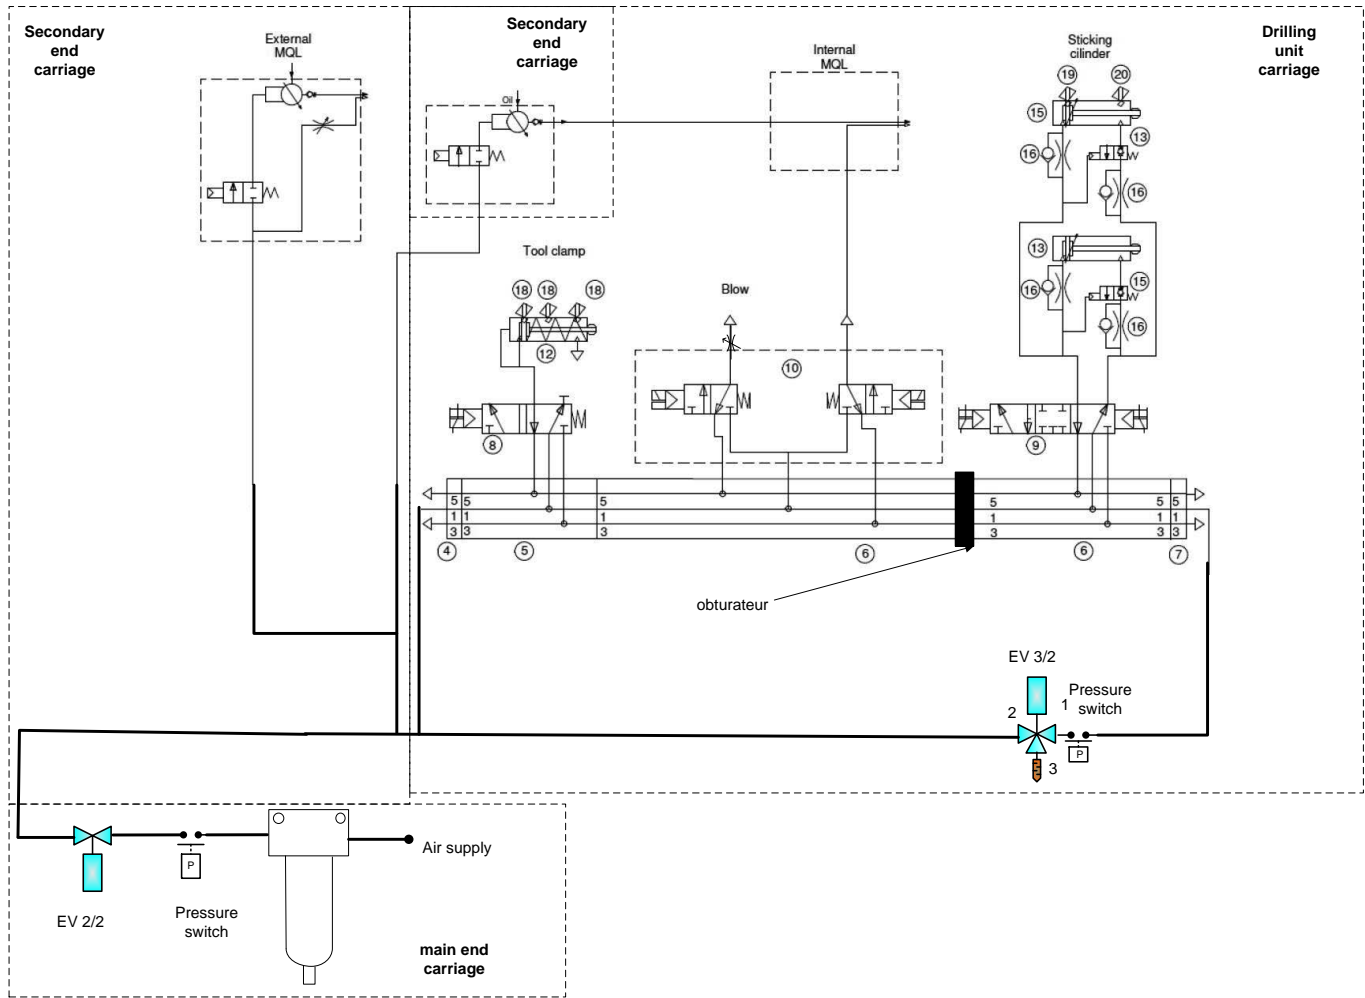 Secondary
end
carriage
External
MQL
Secondary
end
carriage
Oil
Internal
MQL
Sticking
cilinder
Drilling
unit
carriage
19
20
15
13
16
16
13
15
16
16
Tool clamp
18
18
18
12
Blow
10
8
9
5 5
1 1
3 3
5
1
3
5
1
3
5 5
1 1
3 3
4
5
6
6
7
obturateur
EV 3/2
Pressure
switch
1
2
P
3
Air supply
P
EV 2/2
Pressure
switch
main end
carriage